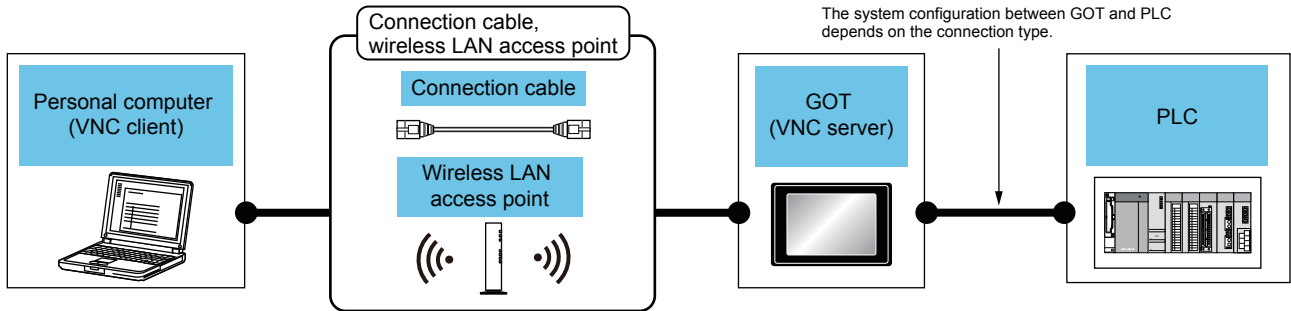 The system configuration between GOT and PLC
depends on the connection type.
Connection cable,
wireless LAN access point
Personal computer
(VNC client)
Connection cable
Wireless LAN
access point
GOT
(VNC server)
PLC